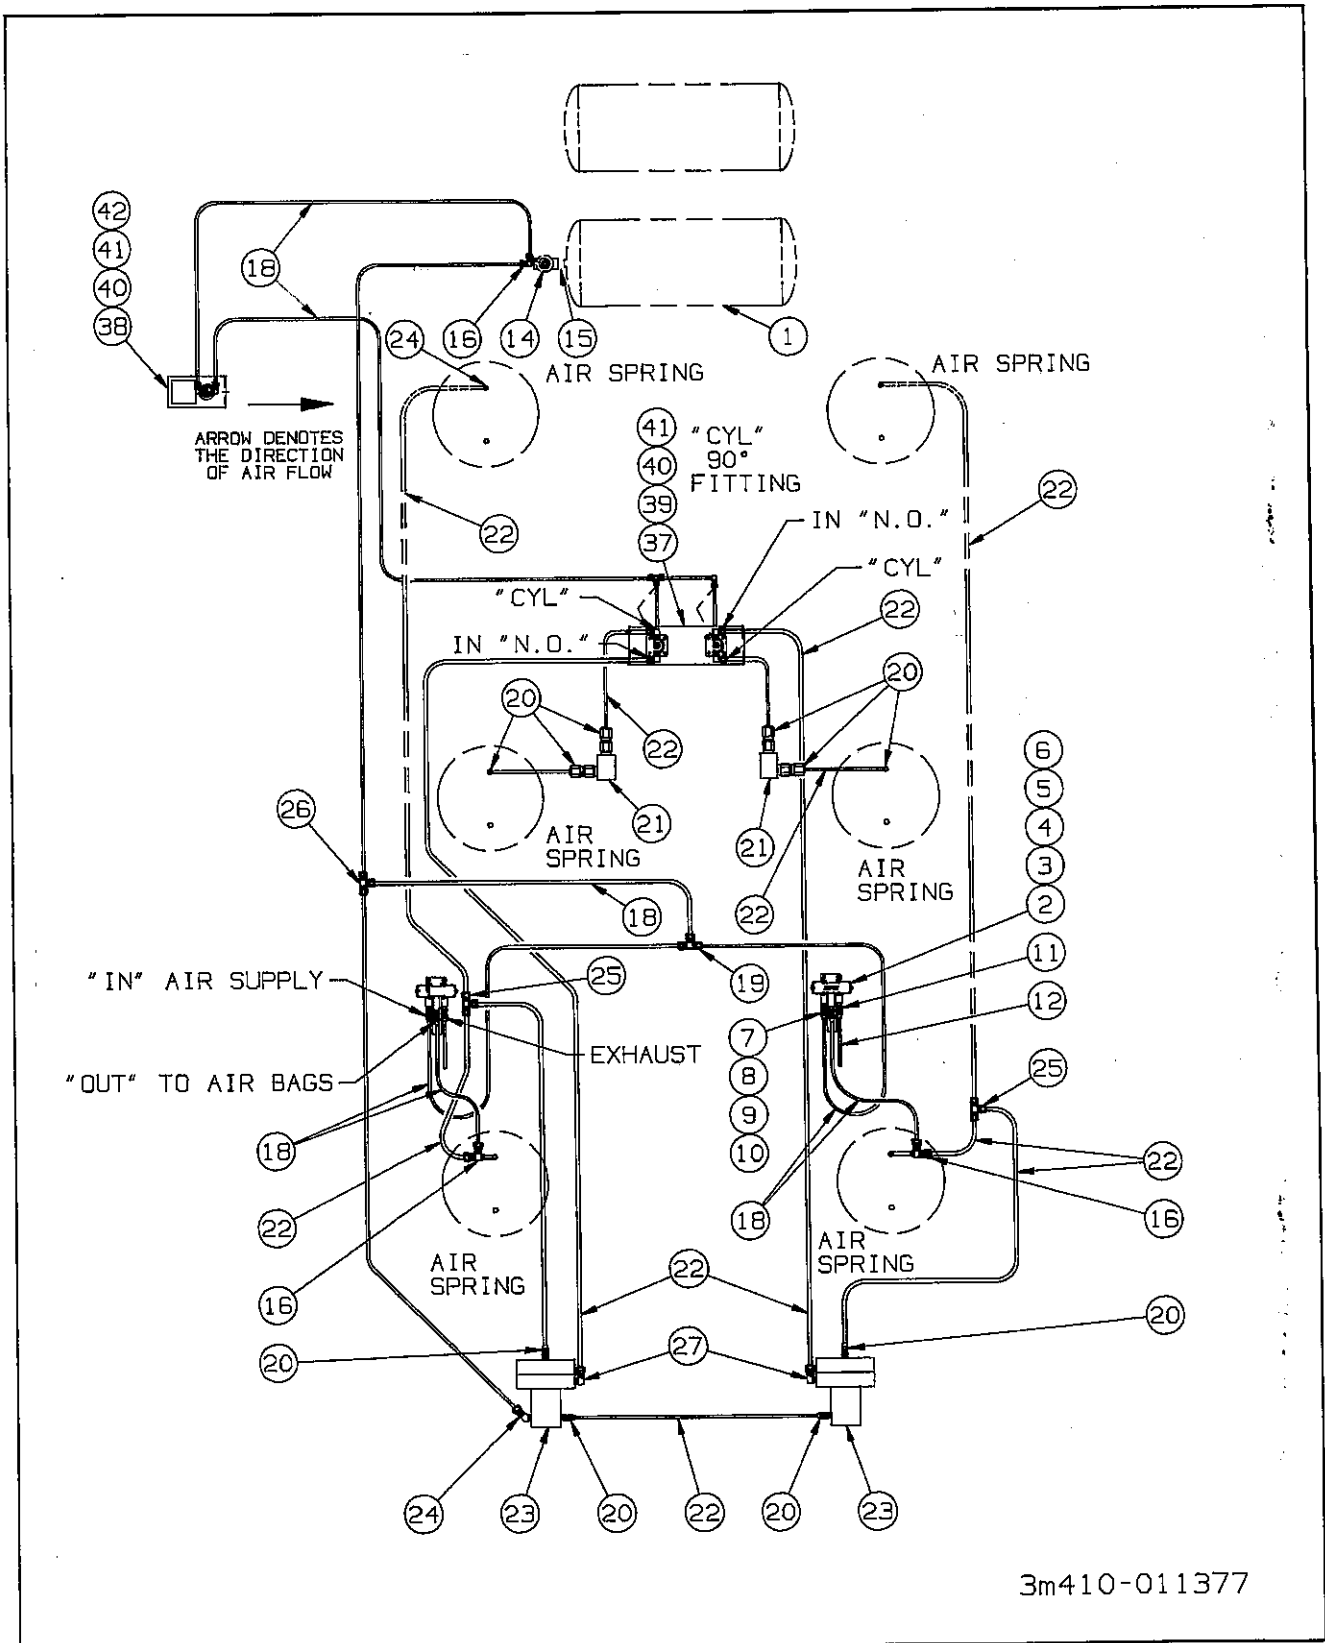 42
41
40
38
18
16
14
15
1
24
AIR SPRING
AIR SPRING
ARROW DENOTES
THE DIRECTION
OF AIR FLOW
41
40
39
37
"CYL"
90°
FITTING
22
22
IN "N.O."
"CYL"
"CYL"
22
IN "N.O."
20
20
22
6
5
4
3
2
21
21
26
AIR
SPRING
AIR
SPRING
18
22
11
"IN" AIR SUPPLY
25
19
12
EXHAUST
7
8
9
10
"OUT" TO AIR BAGS
25
18
22
22
18
16
AIR
SPRING
AIR
SPRING
22
16
20
20
27
24
23
20
22
20
23
3m410-011377